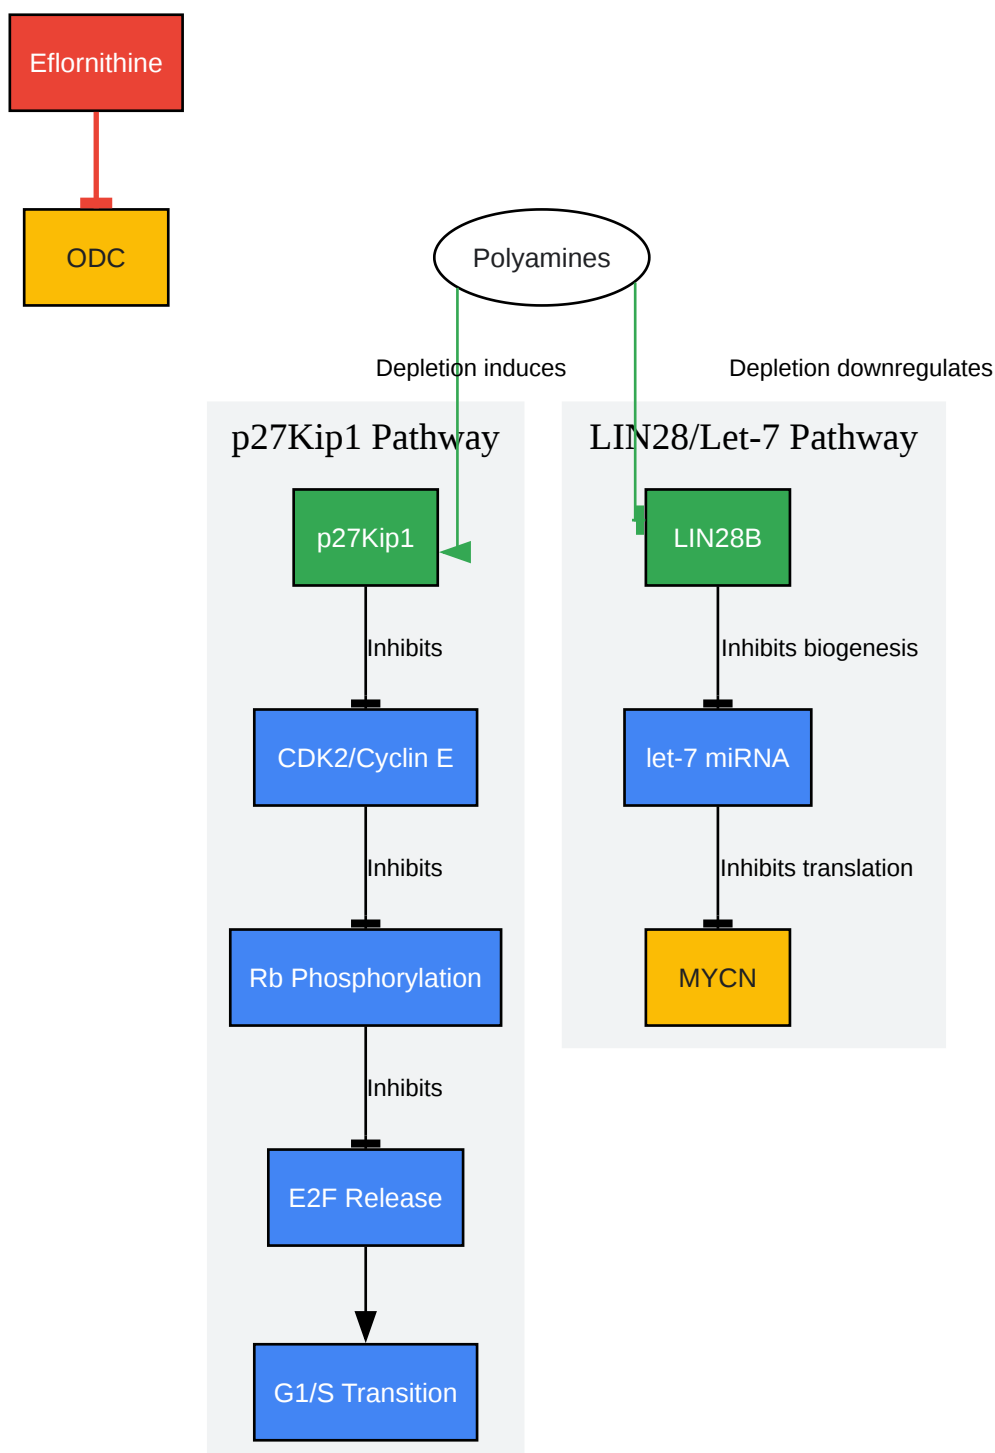 Eflornithine
ODC
Polyamines
Depletion induces
Depletion downregulates
p27Kip1 Pathway
LIN28/Let-7 Pathway
p27Kip1
LIN28B
Inhibits
Inhibits biogenesis
CDK2/Cyclin E
let-7 miRNA
Inhibits
Inhibits translation
Rb Phosphorylation
MYCN
Inhibits
E2F Release
G1/S Transition